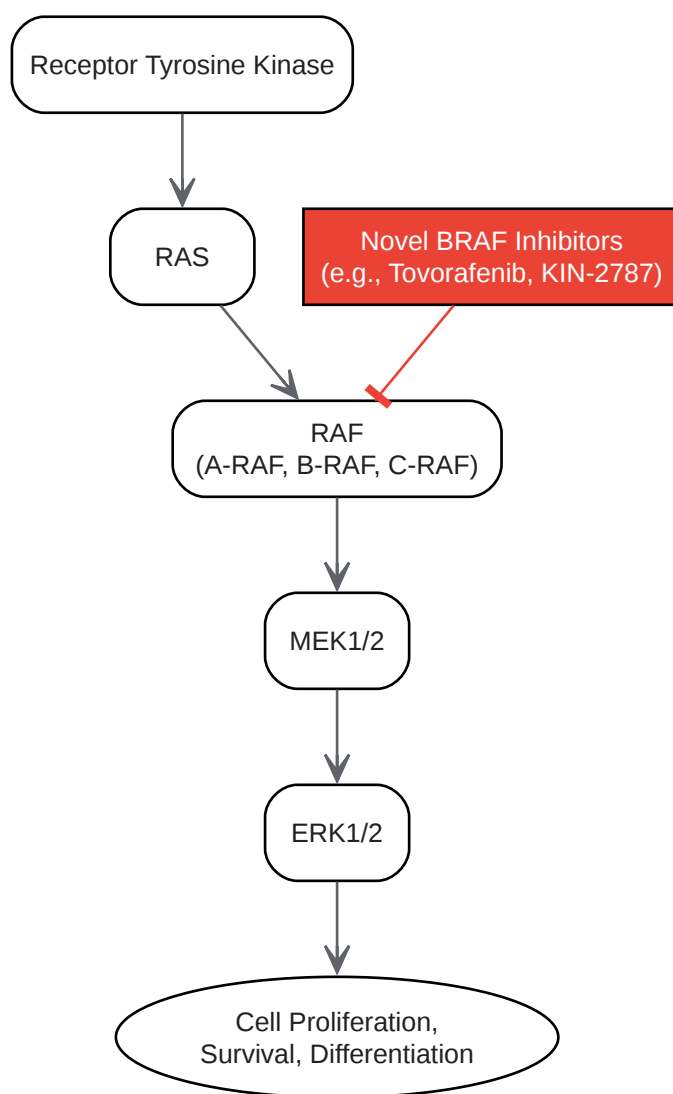 Receptor Tyrosine Kinase
RAS
Novel BRAF Inhibitors
(e.g., Tovorafenib, KIN-2787)
RAF
(A-RAF, B-RAF, C-RAF)
MEK1/2
ERK1/2
Cell Proliferation,
Survival, Differentiation